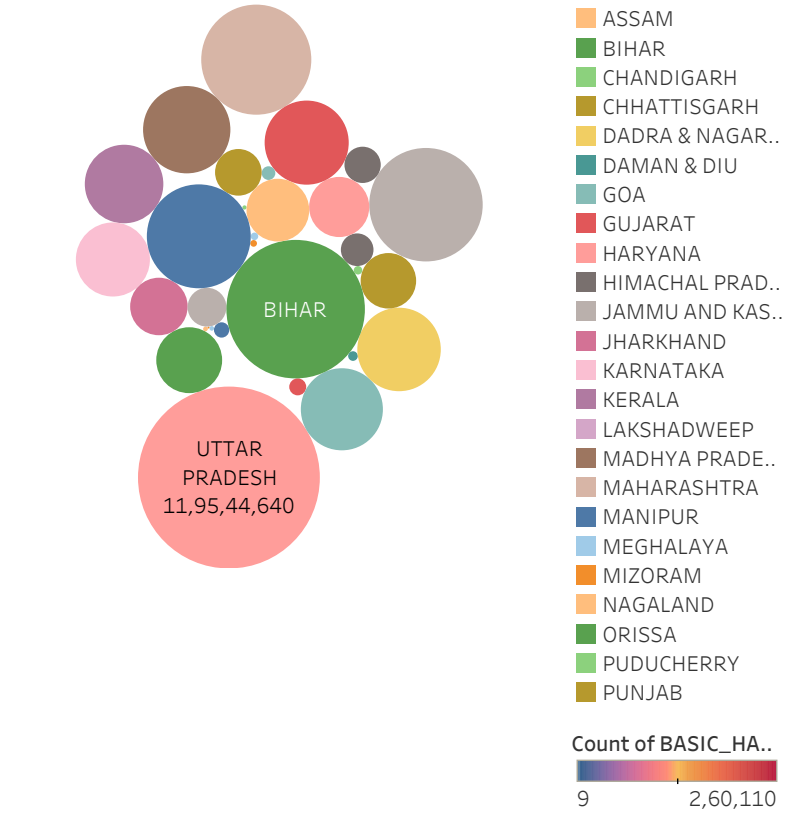 BIHAR
UTTAR
PRADESH
11,95,44,640
ASSAM
BIHAR
CHANDIGARH
CHHATTISGARH
DADRA & NAGAR..
DAMAN & DIU
GOA
GUJARAT
HARYANA
HIMACHAL PRAD..
JAMMU AND KAS..
JHARKHAND
KARNATAKA
KERALA
LAKSHADWEEP
MADHYA PRADE..
MAHARASHTRA
MANIPUR
MEGHALAYA
MIZORAM
NAGALAND
ORISSA
PUDUCHERRY
PUNJAB
Count of BASIC_HA..
9 2,60,110